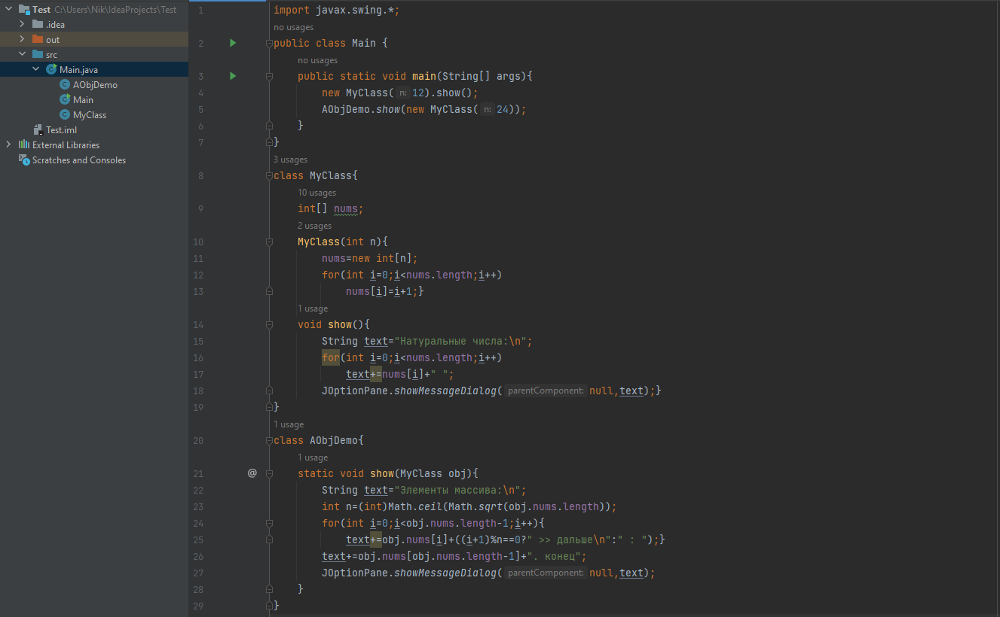 Test C:\Users\Nik\IdeaProjects\Test
.idea
out
src
Main.java
AObjDemo
Main
MyClass
Test.iml
External Libraries
Scratches and Consoles
1 import javax.swing.*;
no usages
2 public class Main {
no usages
3 public static void main(String[] args){
4 new MyClass( n: 12).show();
5 AObjDemo.show(new MyClass( n: 24));
6 }
7 }
3 usages
8 class MyClass{
10 usages
9 int[] nums;
2 usages
10 MyClass(int n){
11 nums=new int[n];
12 for(int i=0;i<nums.length;i++)
13 nums[i]=i+1;}
1 usage
14 void show(){
15 String text="Натуральные числа:\n";
16 for(int i=0;i<nums.length;i++)
17 text+=nums[i]+" ";
18 JOptionPane.showMessageDialog( parentComponent: null,text);}
19 }
1 usage
20 class AObjDemo{
1 usage
21 @ static void show(MyClass obj){
22 String text="Элементы массива:\n";
23 int n=(int)Math.ceil(Math.sqrt(obj.nums.length));
24 for(int i=0;i<obj.nums.length-1;i++){
25 text+=obj.nums[i]+((i+1)%n==0?" >> дальше\n":" : ");}
26 text+=obj.nums[obj.nums.length-1]+". конец";
27 JOptionPane.showMessageDialog( parentComponent: null,text);
28 }
29 }